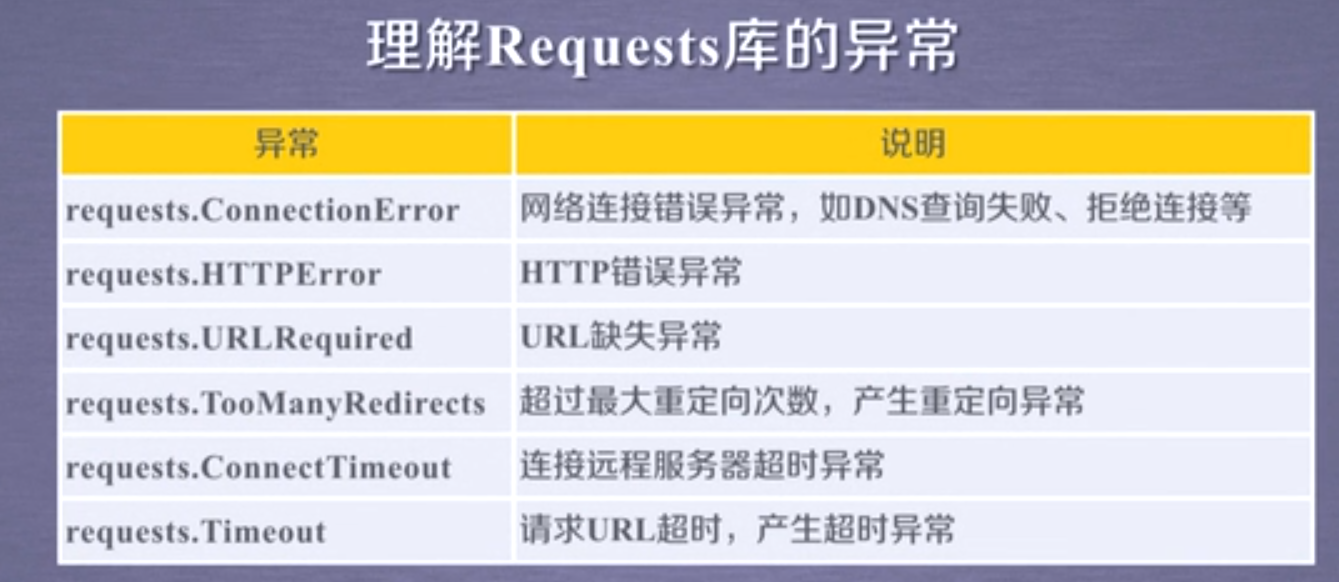 理解Requests库的异常
异常 说明
requests.ConnectionError 网络连接错误异常，如DNS查询失败、拒绝连接等
requests.HTTPError HTTP错误异常
requests.URLRequired URL缺失异常
requests.TooManyRedirects 超过最大重定向次数，产生重定向异常
requests.ConnectTimeout 连接远程服务器超时异常
requests.Timeout 请求URL超时，产生超时异常